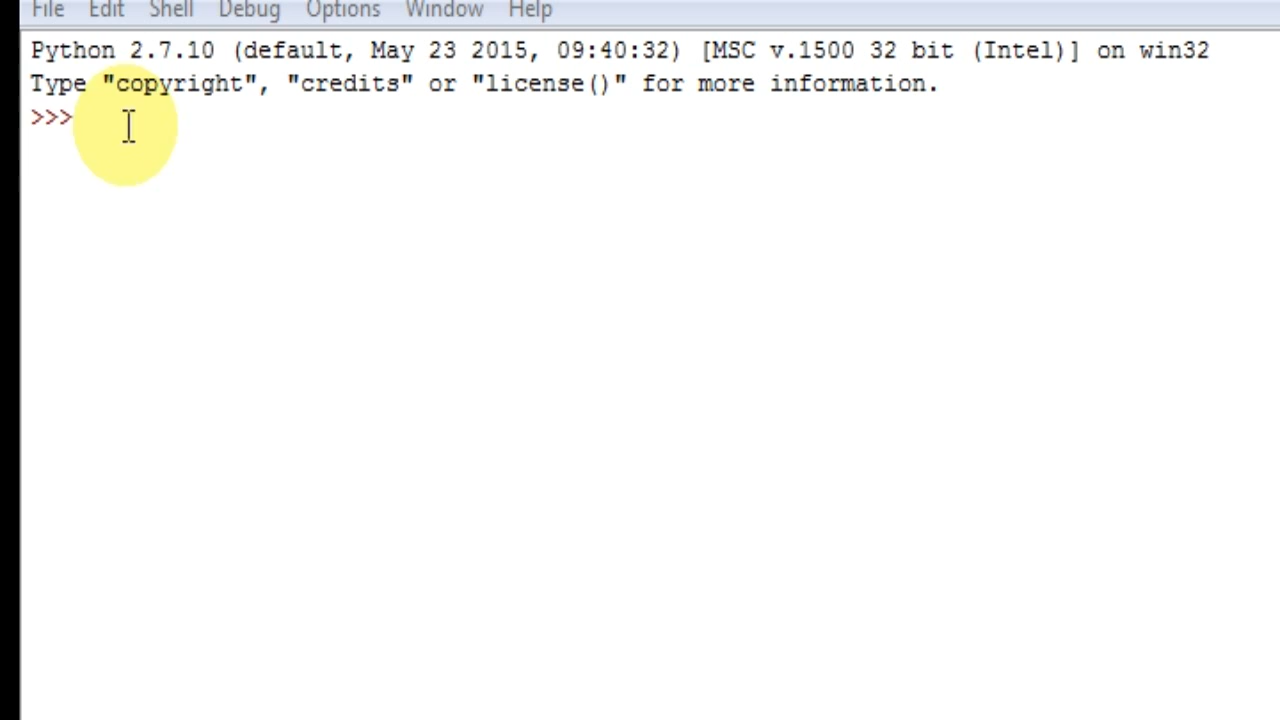 File Edit Shell Debug Options Window Help
Python 2.7.10 (default, May 23 2015, 09:40:32) [MSC v.1500 32 bit (Intel)] on win32
Type "copyright", "credits" or "license()" for more information.
>>>